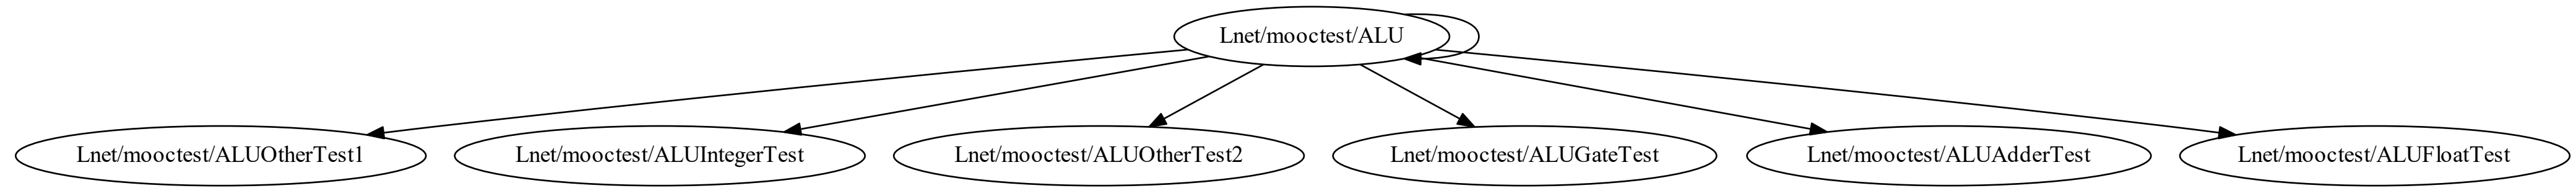 Lnet/mooctest/ALU
Lnet/mooctest/ALUOtherTest1
Lnet/mooctest/ALUIntegerTest
Lnet/mooctest/ALUOtherTest2
Lnet/mooctest/ALUGateTest
Lnet/mooctest/ALUAdderTest
Lnet/mooctest/ALUFloatTest